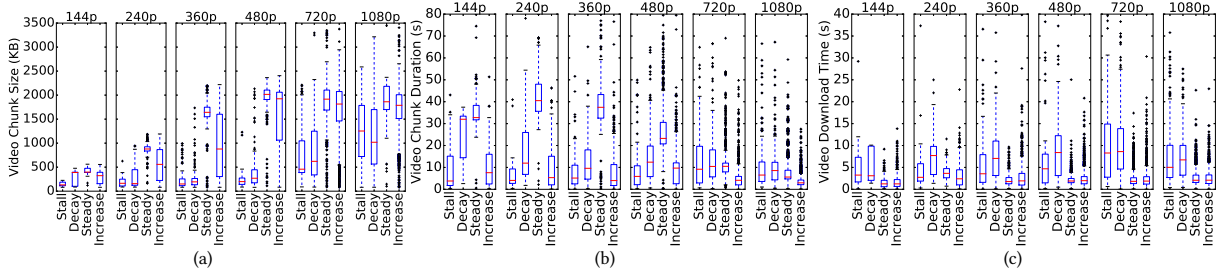 144p 240p 360p 480p 720p 1080p
Video Chunk Size (KB)
3500
3000
2500
2000
1500
1000
500
0
Stall Decay Steady Increase Stall Decay Steady Increase Stall Decay Steady Increase Stall Decay Steady Increase Stall Decay Steady Increase Stall Decay Steady Increase
(a)
144p 240p 360p 480p 720p 1080p
Video Chunk Duration (s)
80
70
60
50
40
30
20
10
0
Stall Decay Steady Increase Stall Decay Steady Increase Stall Decay Steady Increase Stall Decay Steady Increase Stall Decay Steady Increase Stall Decay Steady Increase
(b)
144p 240p 360p 480p 720p 1080p
Video Download Time (s)
40
35
30
25
20
15
10
5
0
Stall Decay Steady Increase Stall Decay Steady Increase Stall Decay Steady Increase Stall Decay Steady Increase Stall Decay Steady Increase Stall Decay Steady Increase
(c)